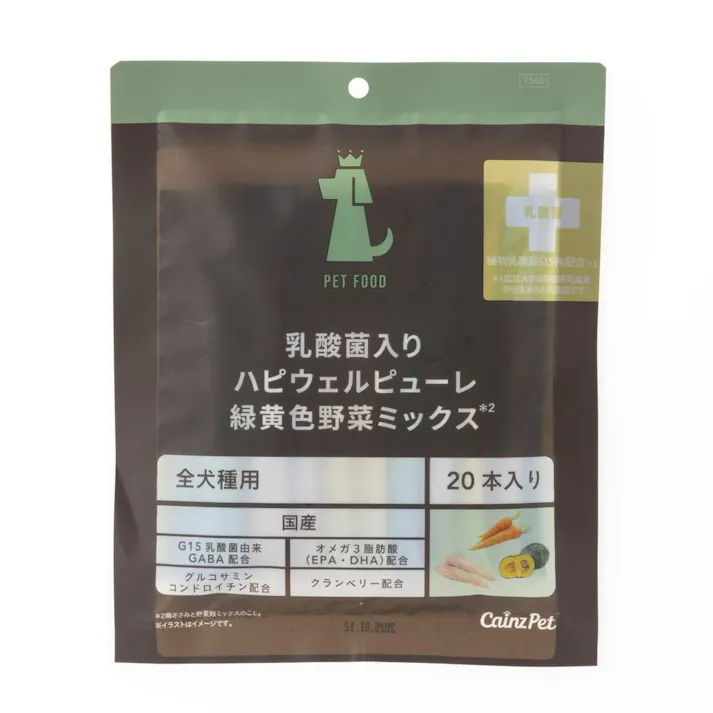 7546
乳酸菌
植物乳酸菌G15株配合※1
PET FOOD
乳酸菌入り
ハピウェルピューレ
緑黄色野菜ミックス*2
全犬種用
20本入り
国産
G15乳酸菌由来
GABA配合
オメガ3脂肪酸
(EPA・DHA)配合
グルコサミン
コンドロイチン配合
クランベリー配合
※2鶏ささみと野菜類ミックスのこと。
※イラストはイメージです。
CainzPet